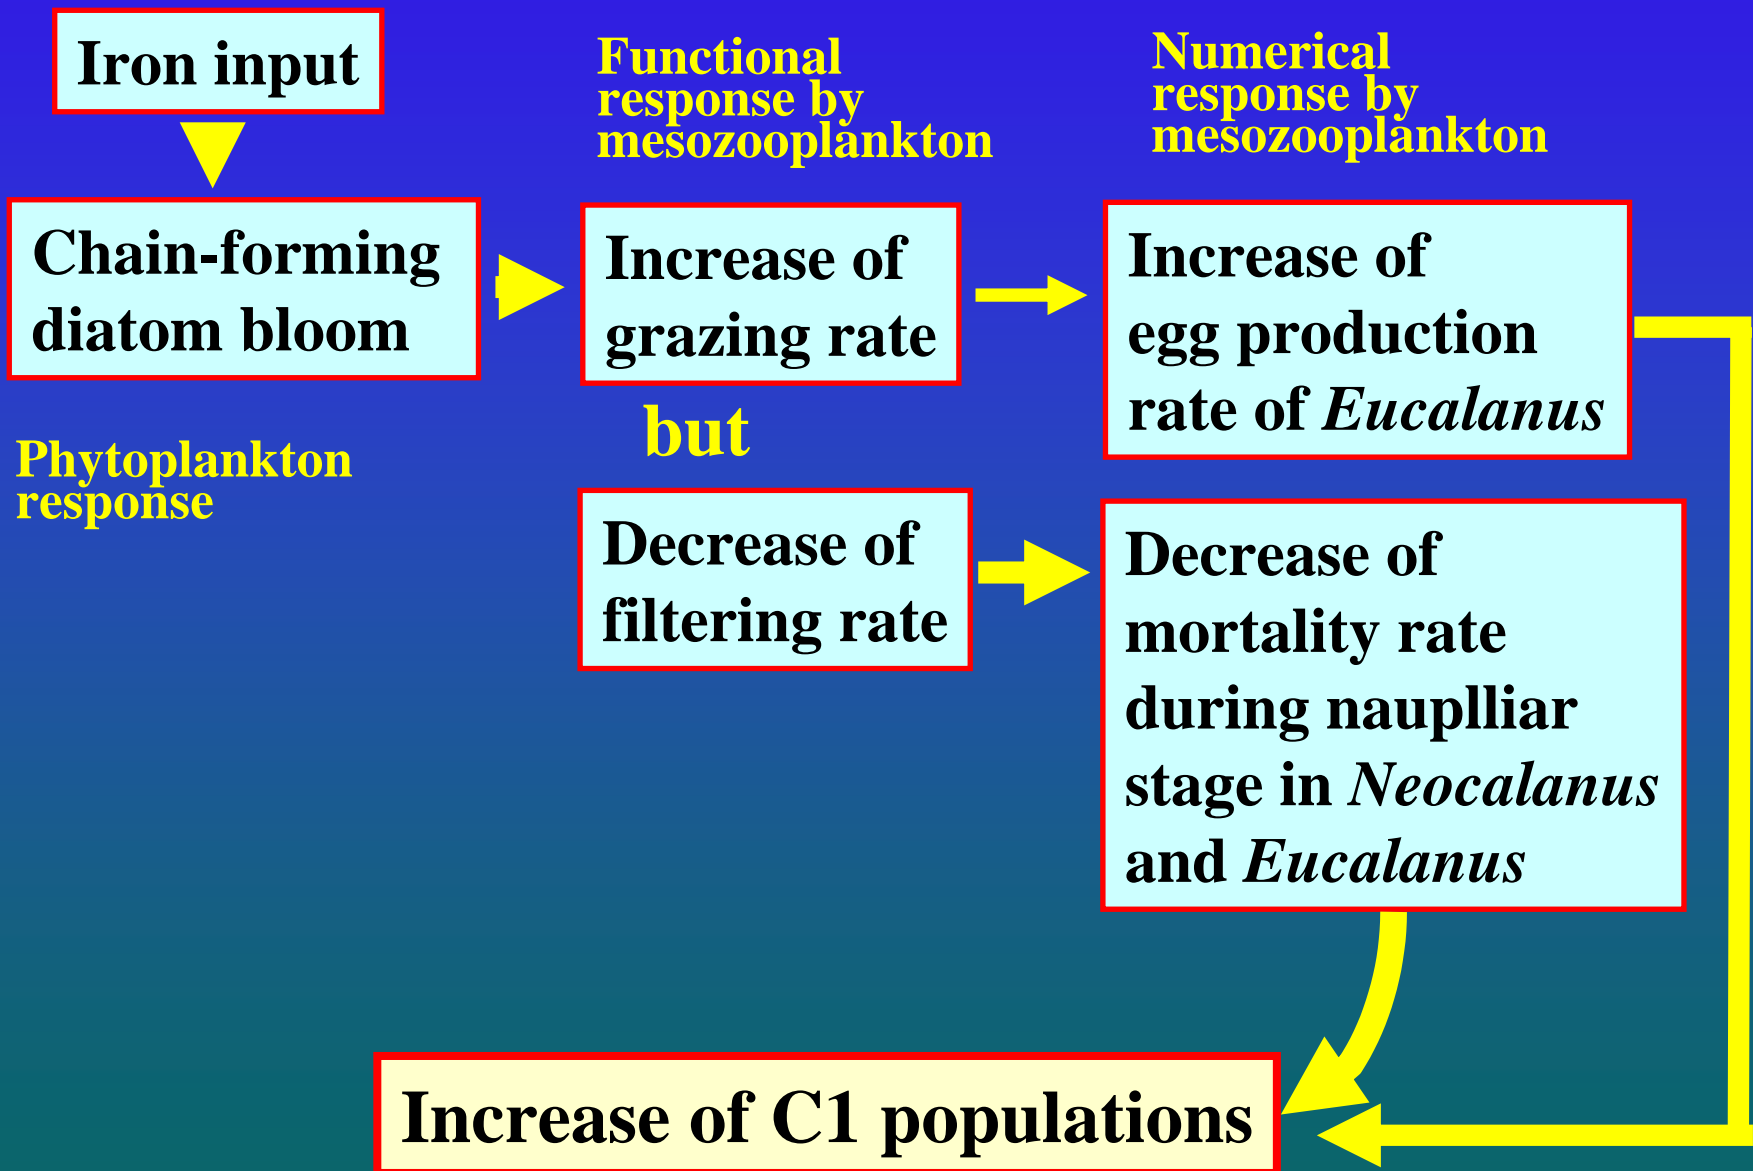 Iron input
Chain-forming
diatom bloom
Phytoplankton
response
Functional
response by
mesozooplankton
Increase of
grazing rate
but
Decrease of
filtering rate
Numerical
response by
mesozooplankton
Increase of
egg production
rate of Eucalanus
Decrease of
mortality rate
during nauplliar
stage in Neocalanus
and Eucalanus
Increase of C1 populations